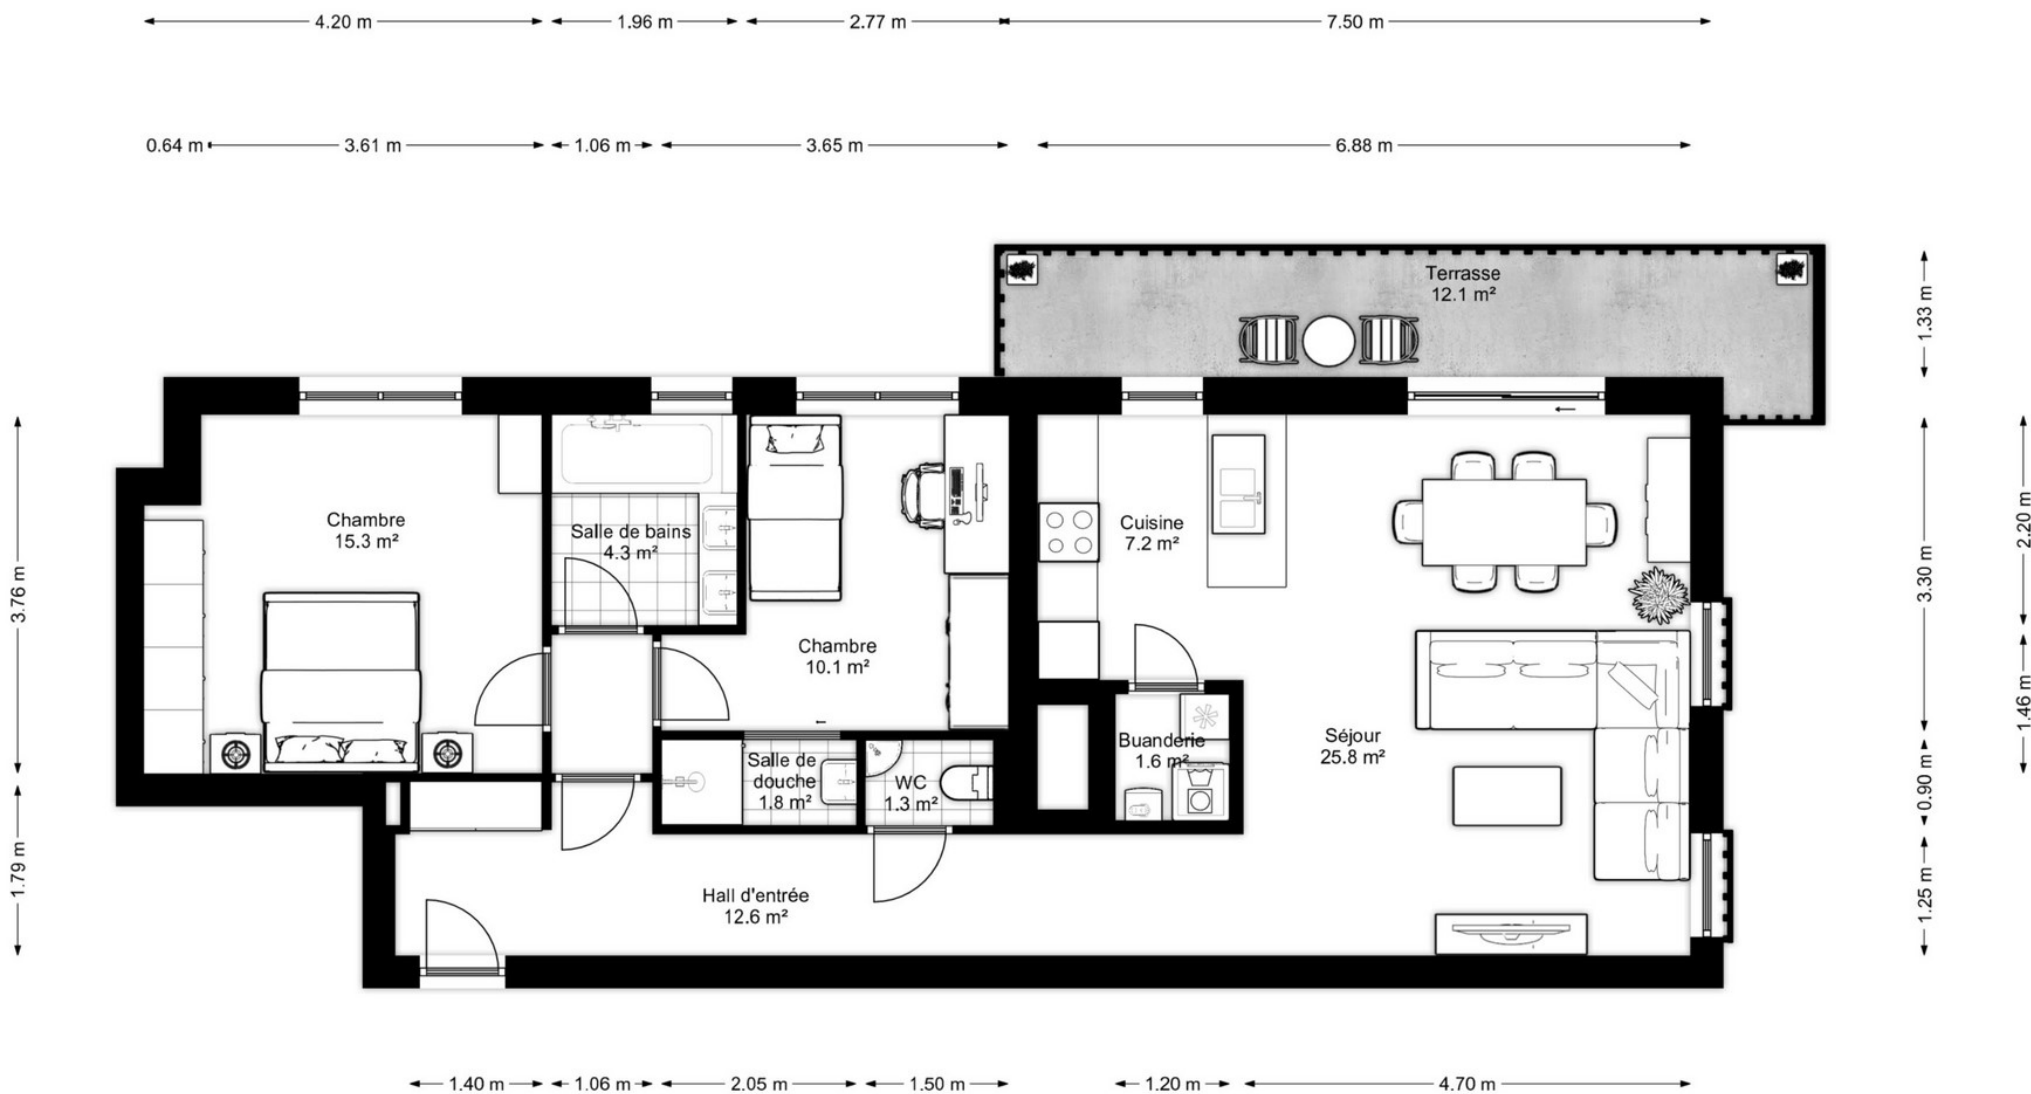 4.20 m
1.96 m
2.77 m
7.50 m
0.64 m
3.61 m
1.06 m
3.65 m
6.88 m
Terrasse
12.1 m²
1.33 m
Chambre
15.3 m²
Salle de bains
4.3 m²
Cuisine
7.2 m²
Chambre
10.1 m²
3.76 m
3.30 m
2.20 m
1.46 m
Séjour
25.8 m²
Buanderie
1.6 m²
Salle de
douche
1.8 m²
WC
1.3 m²
0.90 m
1.79 m
1.25 m
Hall d'entrée
12.6 m²
1.40 m
1.06 m
2.05 m
1.50 m
1.20 m
4.70 m